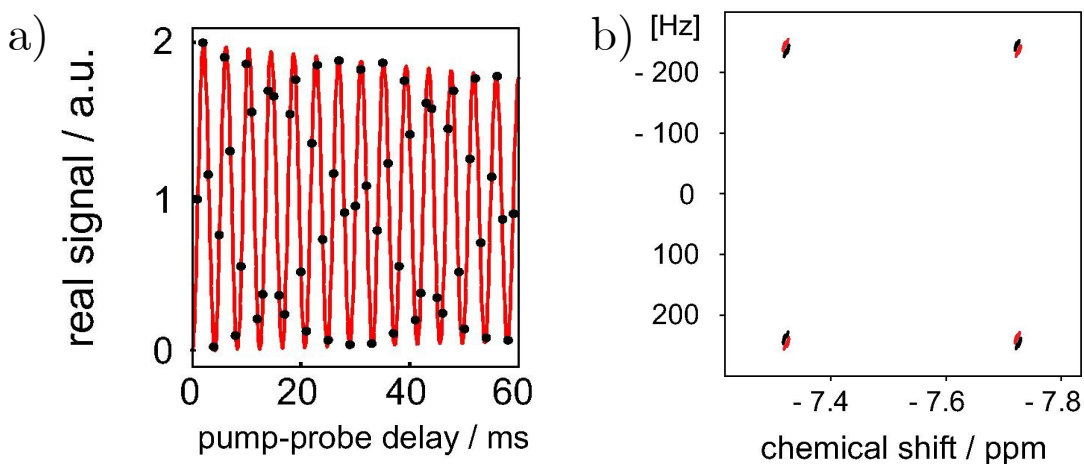 a)
real signal / a.u.
2
1
0
0 20 40 60
pump-probe delay / ms
b)
[Hz]
- 200
- 100
0
100
200
- 7.4 - 7.6 - 7.8
chemical shift / ppm